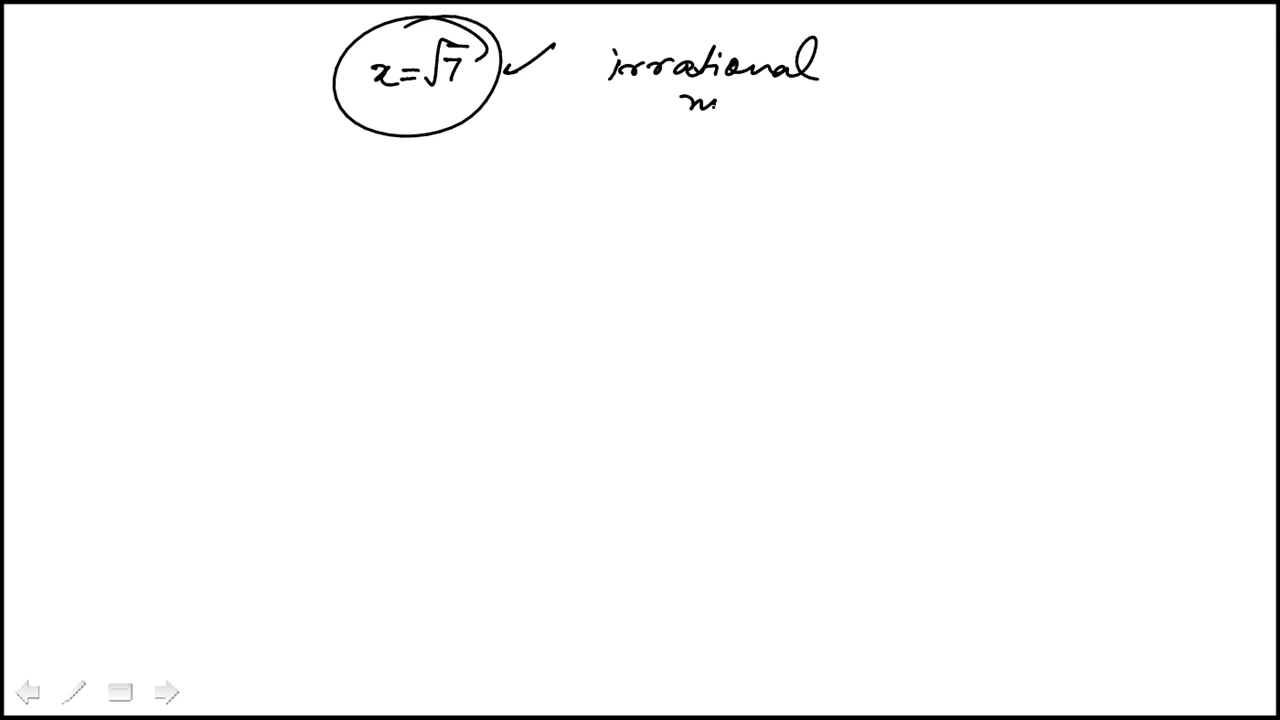 x=√7 ✓ irrational